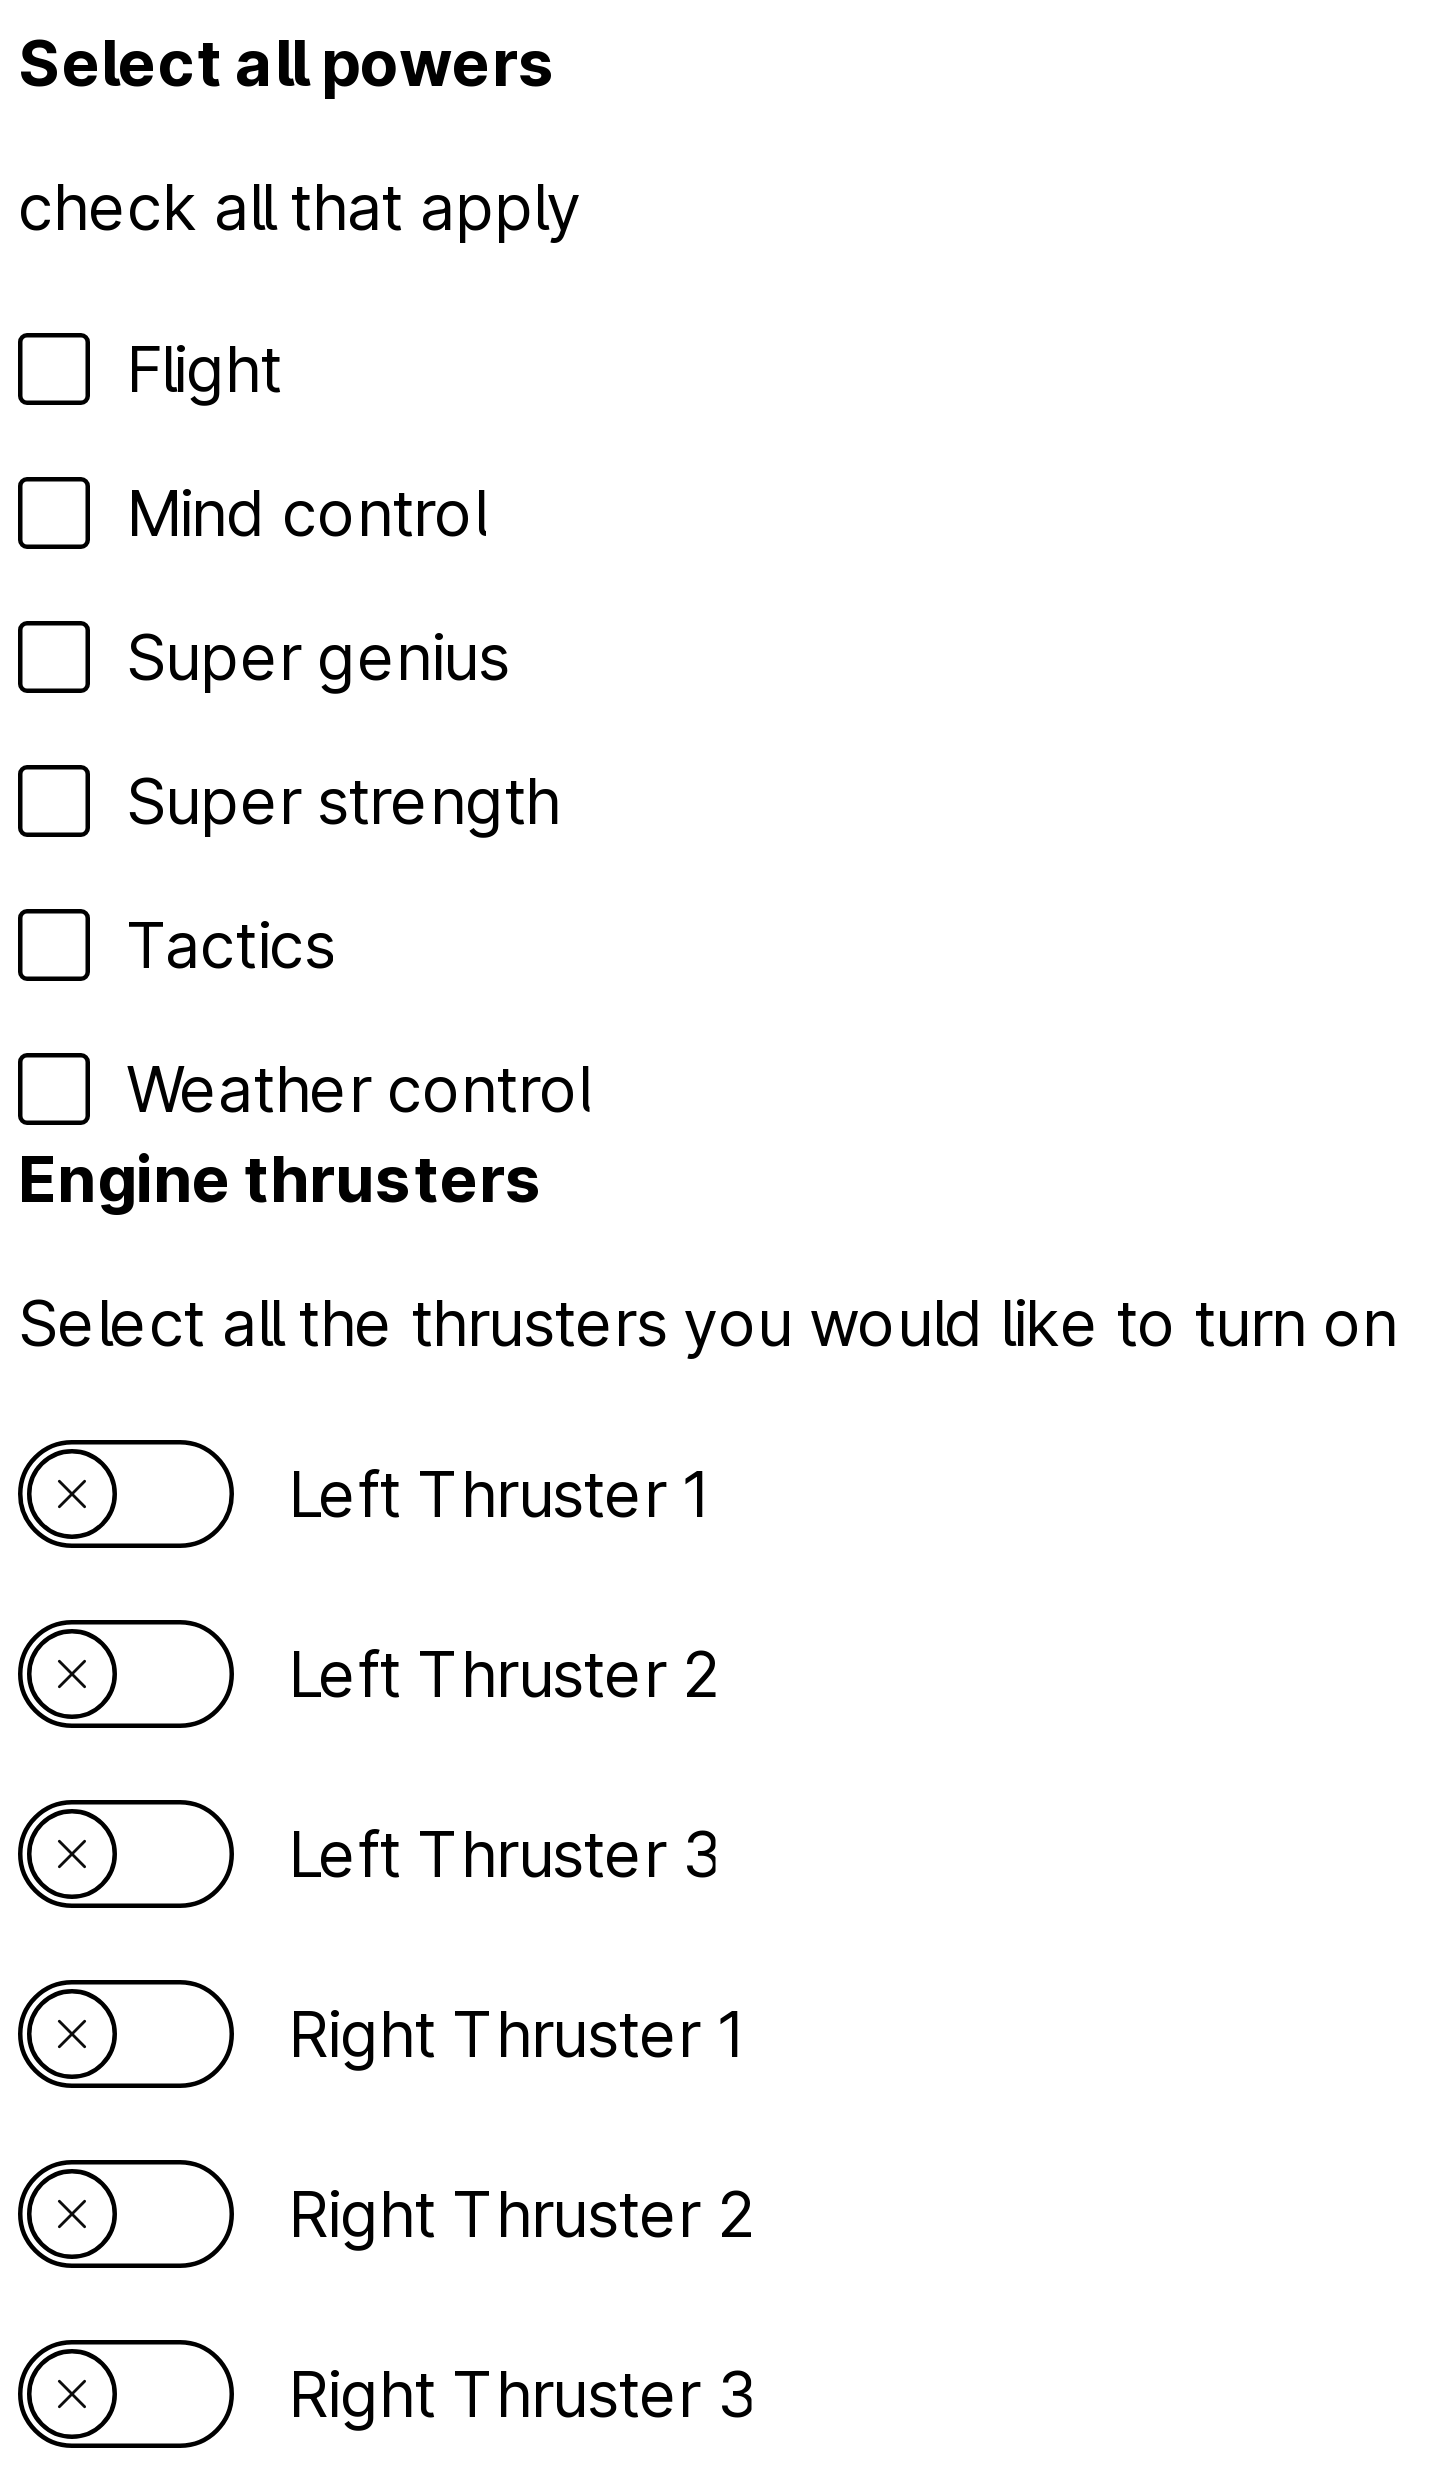 Select all powers
check all that apply
Flight
Mind control
Super genius
Super strength
Tactics
Weather control
Engine thrusters
Select all the thrusters you would like to turn on
Left Thruster 1
Left Thruster 2
Left Thruster 3
Right Thruster 1
Right Thruster 2
Right Thruster 3